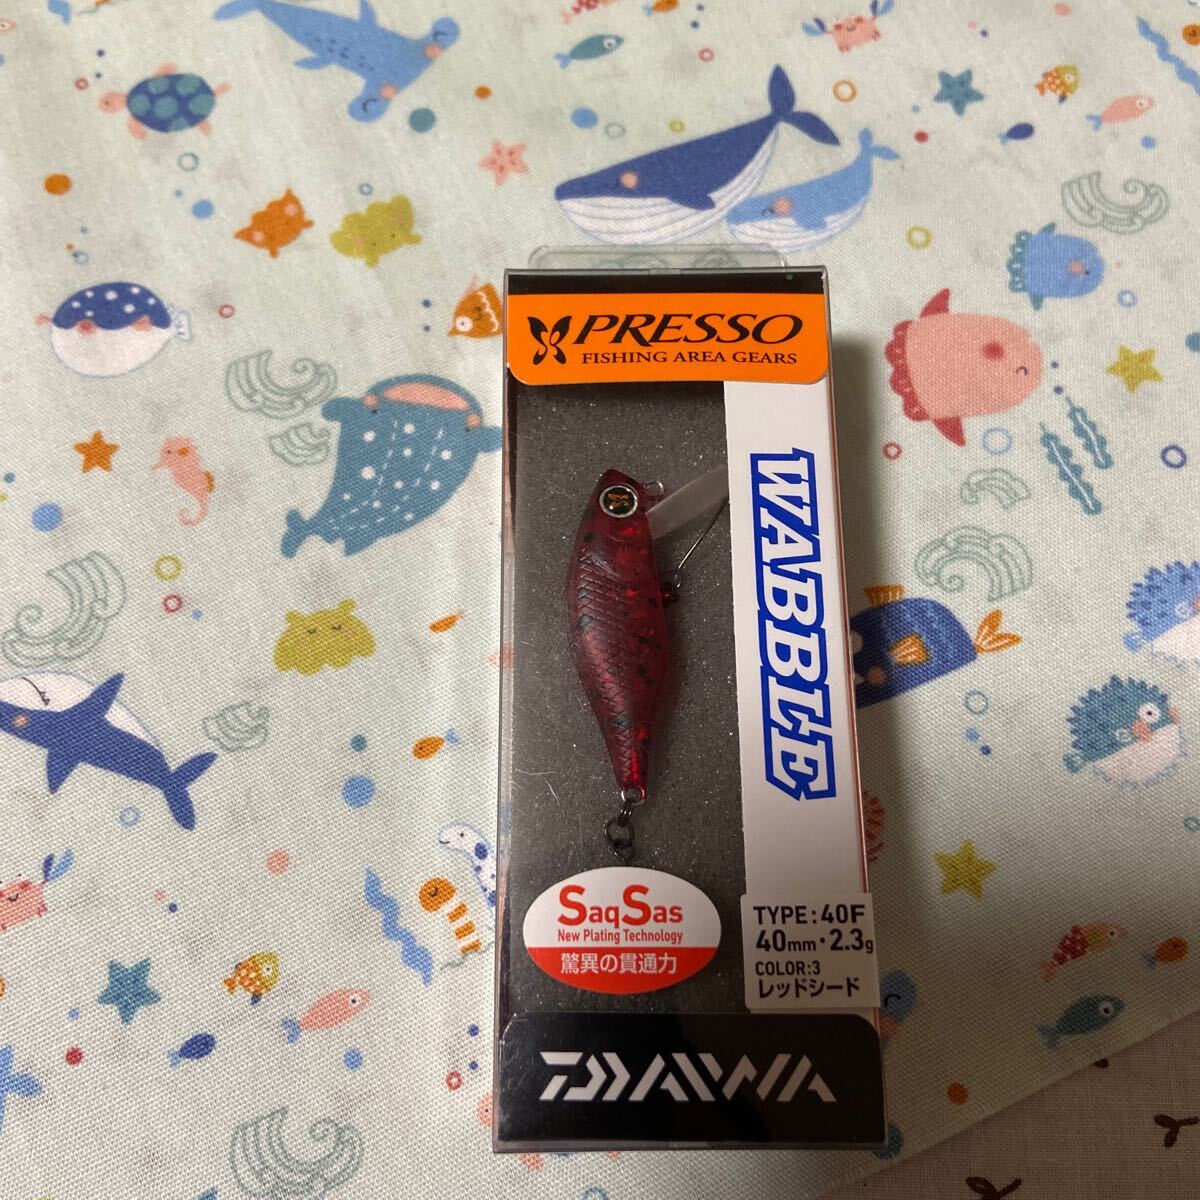 PRESSO
FISHING AREA GEARS
WABBLE
SaqSas
New Plating Technology
驚異の貫通力
TYPE:40F
40mm・2.3g
COLOR:3
レッドシード
DAIWA